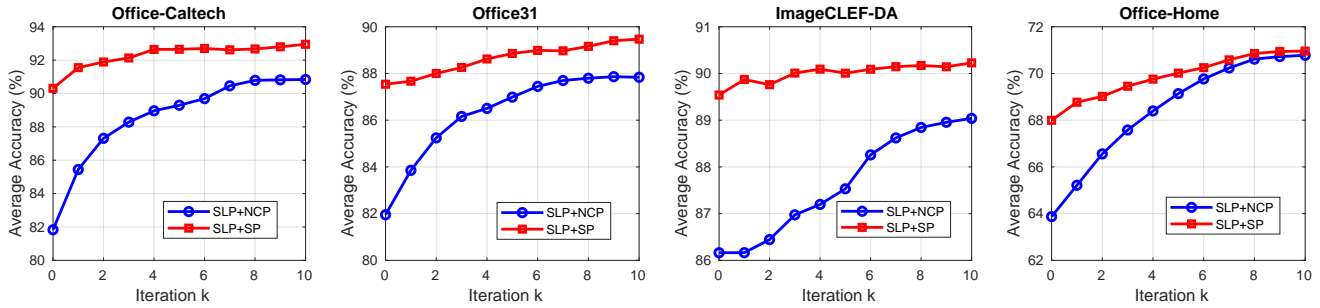 Office-Caltech
94
92
90
88
86
84
82
80
Average Accuracy (%)
0 2 4 6 8 10
Iteration k
SLP+NCP
SLP+SP
Office31
90
88
86
84
82
80
Average Accuracy (%)
0 2 4 6 8 10
Iteration k
SLP+NCP
SLP+SP
ImageCLEF-DA
91
90
89
88
87
86
Average Accuracy (%)
0 2 4 6 8 10
Iteration k
SLP+NCP
SLP+SP
Office-Home
72
70
68
66
64
62
Average Accuracy (%)
0 2 4 6 8 10
Iteration k
SLP+NCP
SLP+SP